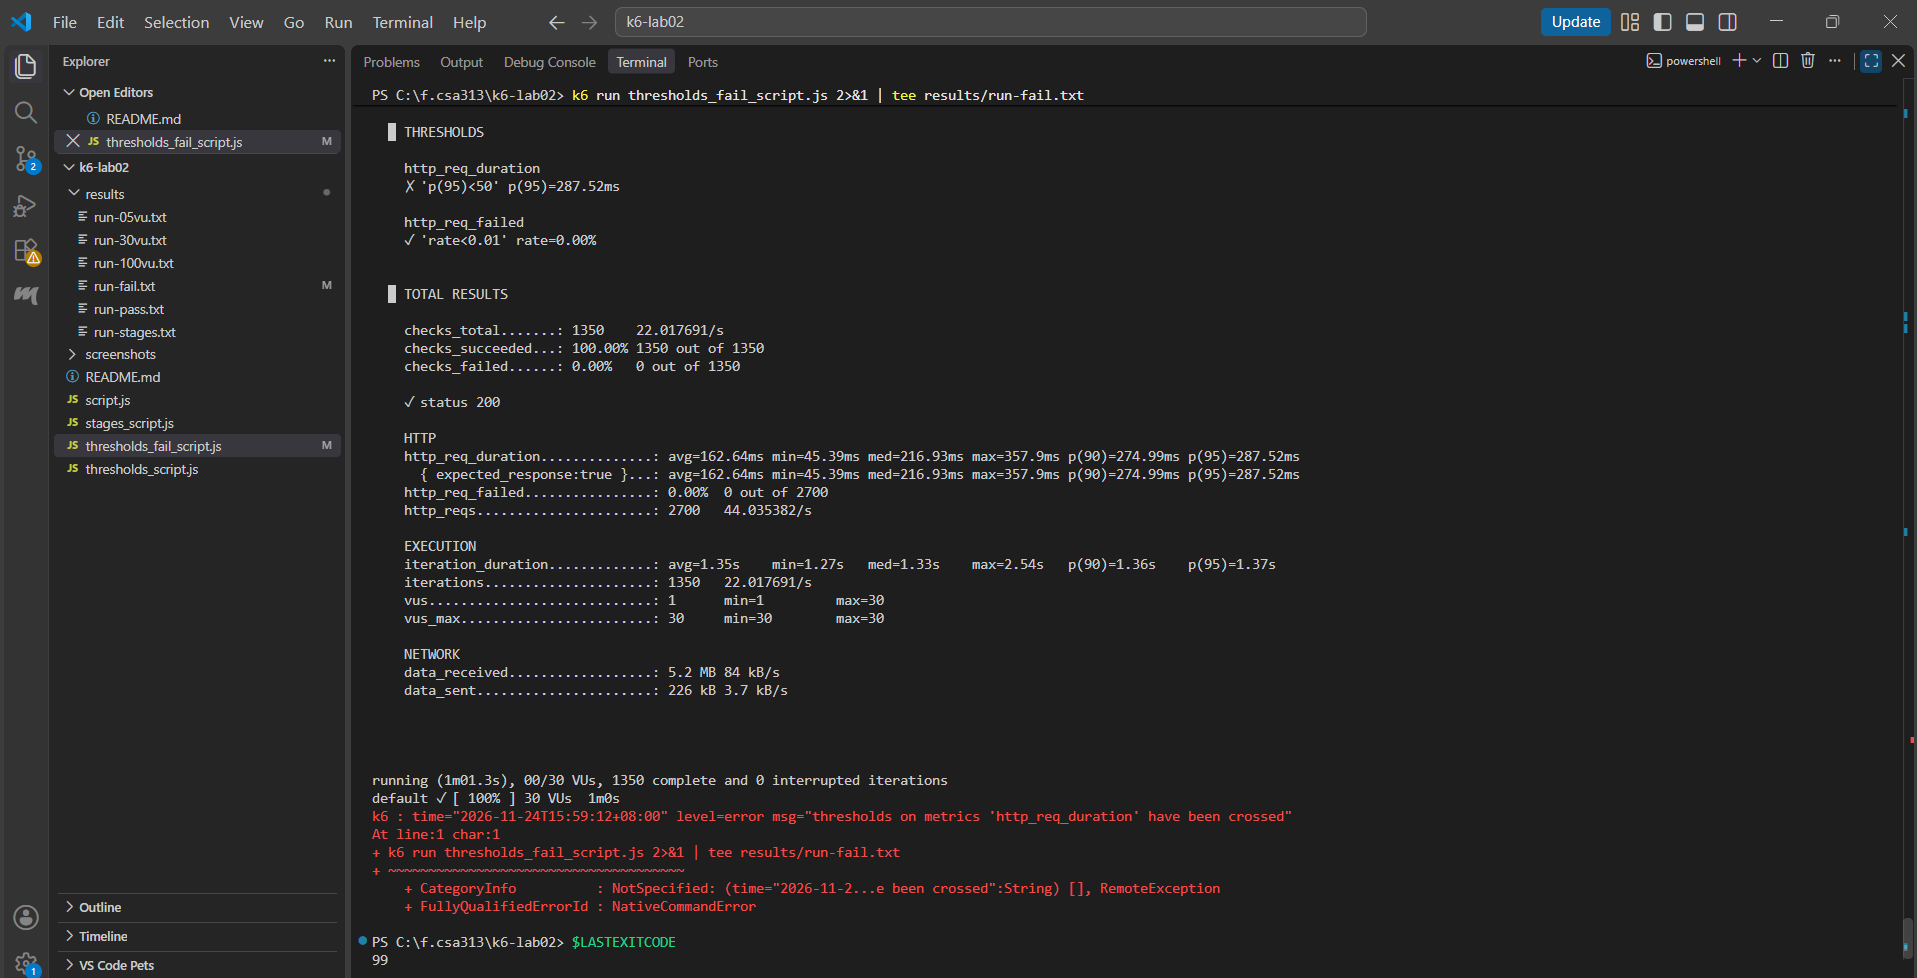 File Edit Selection View Go Run Terminal Help
k6-lab02
Update
Explorer
Open Editors
README.md
JS thresholds_fail_script.js M
k6-lab02
results
run-05vu.txt
run-30vu.txt
run-100vu.txt
run-fail.txt M
run-pass.txt
run-stages.txt
screenshots
README.md
JS script.js
JS stages_script.js
JS thresholds_fail_script.js M
JS thresholds_script.js
Outline
Timeline
VS Code Pets
2
1
Problems Output Debug Console Terminal Ports
powershell
PS C:\f.csa313\k6-lab02> k6 run thresholds_fail_script.js 2>&1 | tee results/run-fail.txt
█ THRESHOLDS
http_req_duration
✗ 'p(95)<50' p(95)=287.52ms
http_req_failed
✓ 'rate<0.01' rate=0.00%
█ TOTAL RESULTS
checks_total.......: 1350 22.017691/s
checks_succeeded...: 100.00% 1350 out of 1350
checks_failed......: 0.00% 0 out of 1350
✓ status 200
HTTP
http_req_duration..............: avg=162.64ms min=45.39ms med=216.93ms max=357.9ms p(90)=274.99ms p(95)=287.52ms
{ expected_response:true }...: avg=162.64ms min=45.39ms med=216.93ms max=357.9ms p(90)=274.99ms p(95)=287.52ms
http_req_failed................: 0.00% 0 out of 2700
http_reqs......................: 2700 44.035382/s
EXECUTION
iteration_duration.............: avg=1.35s min=1.27s med=1.33s max=2.54s p(90)=1.36s p(95)=1.37s
iterations.....................: 1350 22.017691/s
vus............................: 1 min=1 max=30
vus_max........................: 30 min=30 max=30
NETWORK
data_received..................: 5.2 MB 84 kB/s
data_sent......................: 226 kB 3.7 kB/s
running (1m01.3s), 00/30 VUs, 1350 complete and 0 interrupted iterations
default ✓ [ 100% ] 30 VUs 1m0s
k6 : time="2026-11-24T15:59:12+08:00" level=error msg="thresholds on metrics 'http_req_duration' have been crossed"
At line:1 char:1
+ k6 run thresholds_fail_script.js 2>&1 | tee results/run-fail.txt
+ ~~~~~~~~~~~~~~~~~~~~~~~~~~~~~~~~~~~~~
+ CategoryInfo : NotSpecified: (time="2026-11-2...e been crossed":String) [], RemoteException
+ FullyQualifiedErrorId : NativeCommandError
PS C:\f.csa313\k6-lab02> $LASTEXITCODE
99